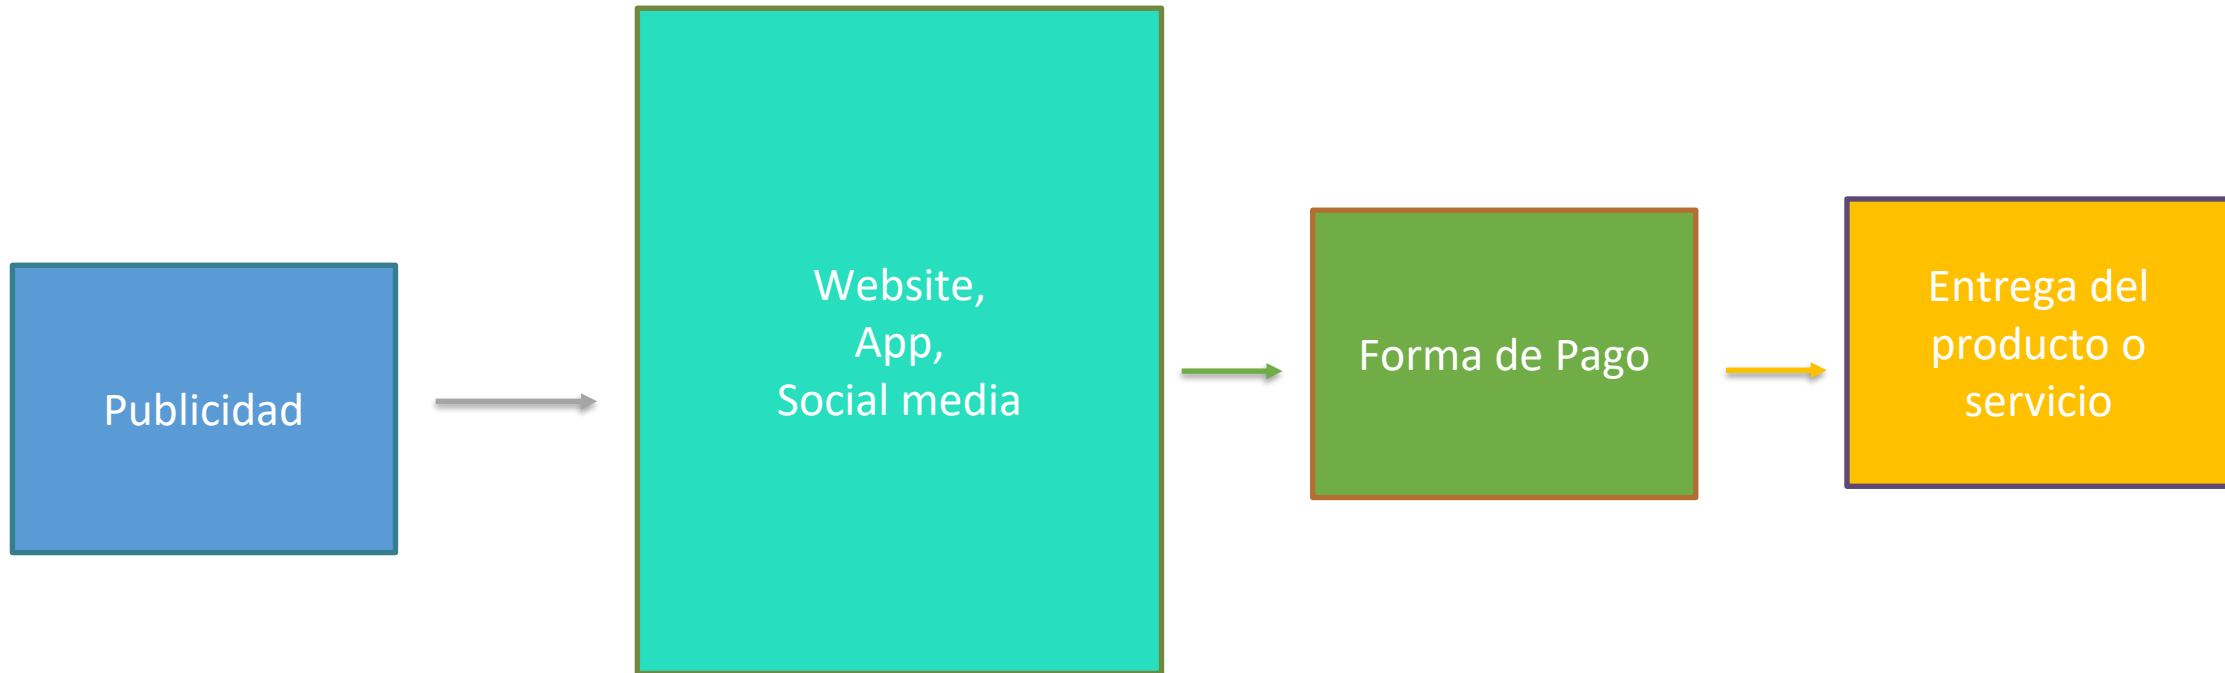 Publicidad
Website,
App,
Social media
Forma de Pago
Entrega del
producto o
servicio